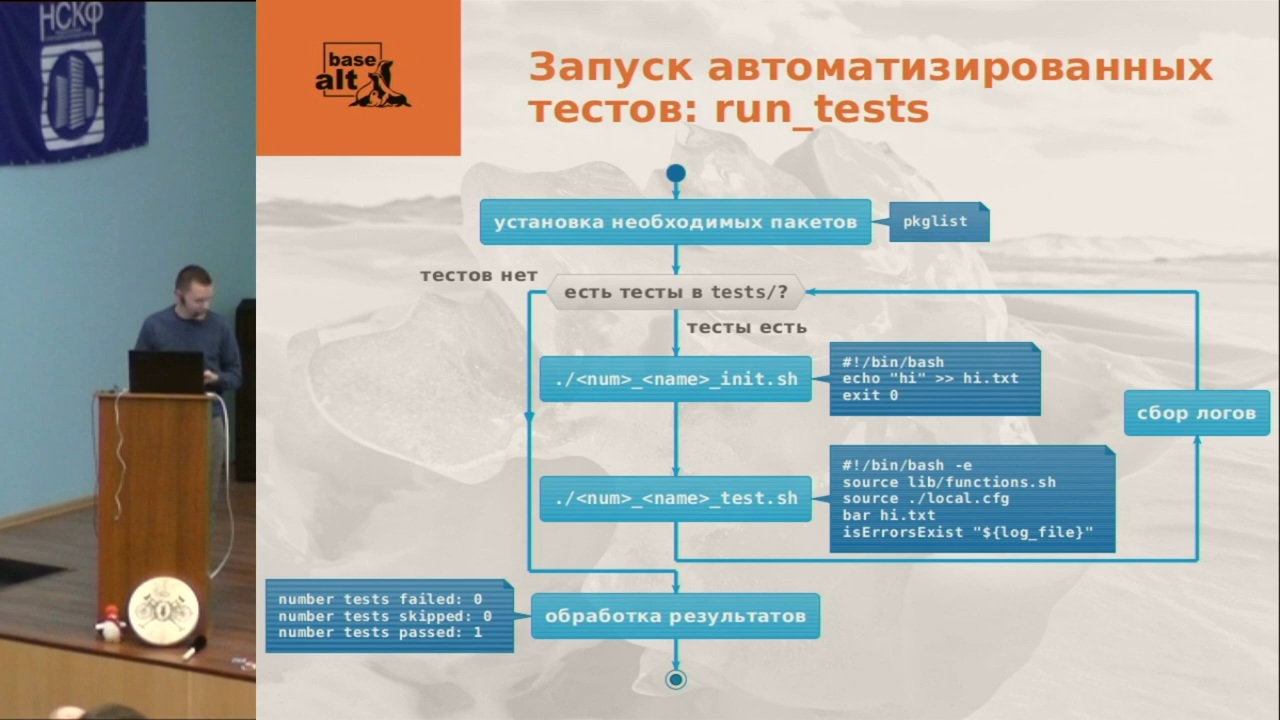 НСКФ
base
alt
Запуск автоматизированных
тестов: run_tests
установка необходимых пакетов
pkglist
тестов нет
есть тесты в tests/?
тесты есть
./<num>_<name>_init.sh
#!/bin/bash
echo "hi" >> hi.txt
exit 0
сбор логов
./<num>_<name>_test.sh
#!/bin/bash -e
source lib/functions.sh
source ./local.cfg
bar hi.txt
isErrorsExist "${log_file}"
number tests failed: 0
number tests skipped: 0
number tests passed: 1
обработка результатов